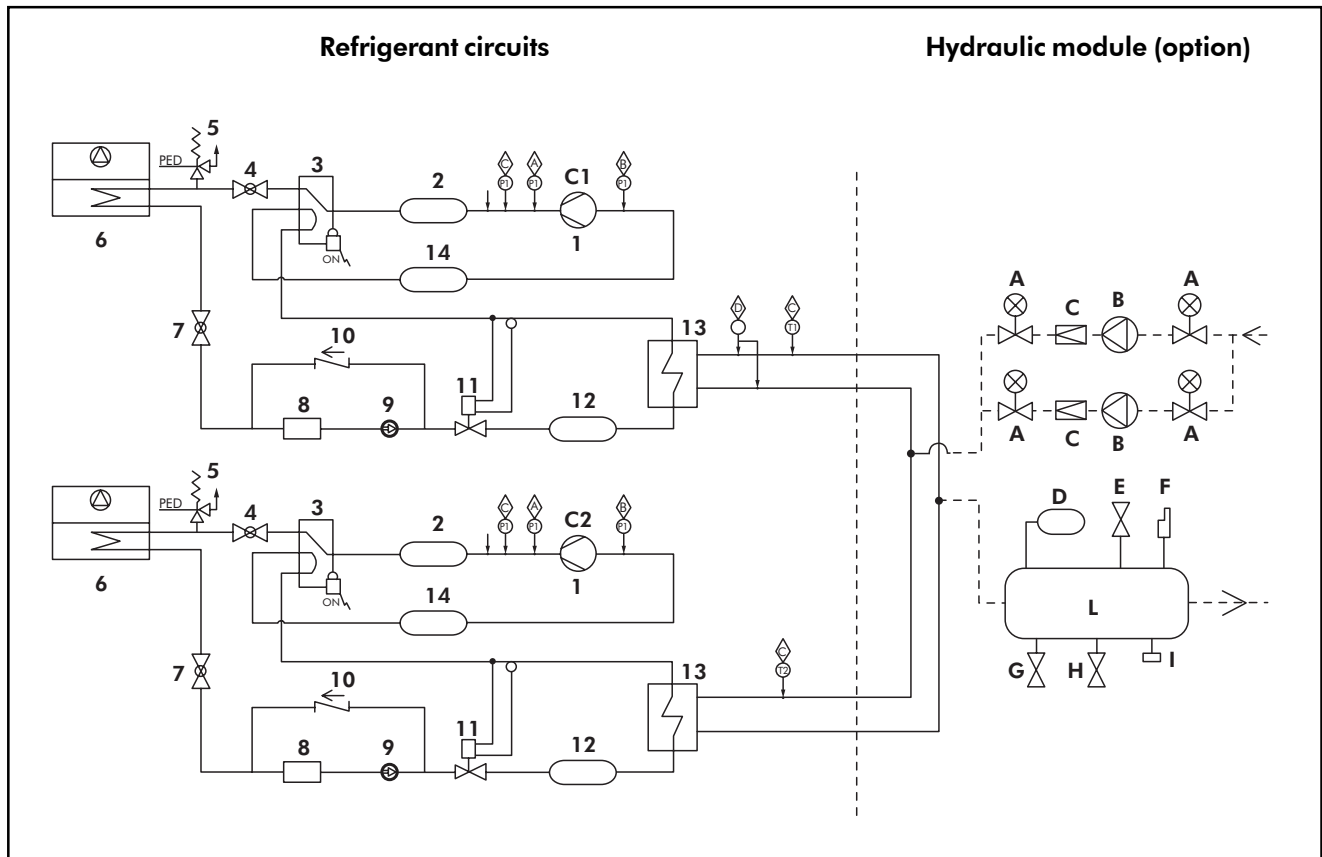 Refrigerant circuits
Hydraulic module (option)
5
PED
4
3
6
ON
2
C
P1
A
P1
B
P1
C1
1
14
7
10
8
9
11
12
13
D
C
T1
A
C
B
A
A
C
B
A
5
PED
4
3
6
ON
2
C
P1
A
P1
B
P1
C2
1
14
7
10
8
9
11
12
13
C
T2
D
E
F
L
G
H
I